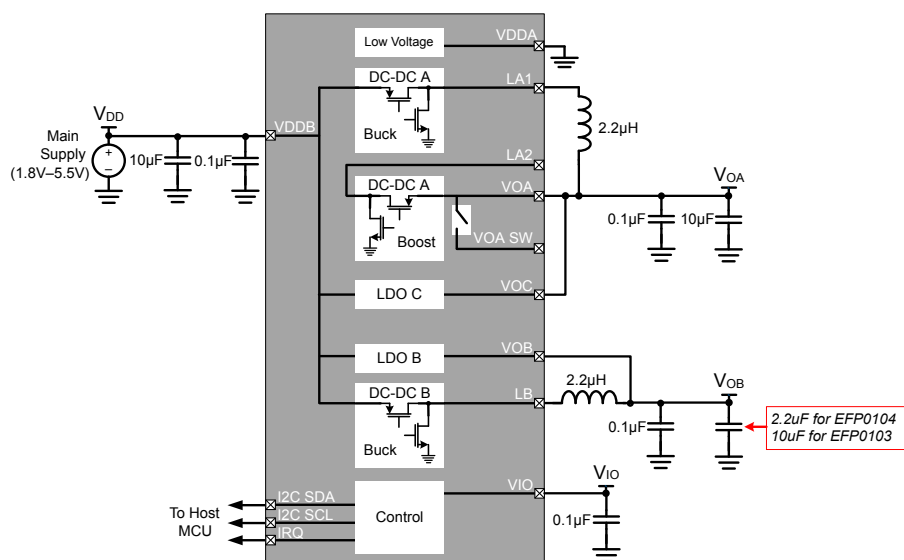 Low Voltage
VDDA
DC-DC A
LA1
Buck
2.2µH
VDD
VDDB
Main
Supply
(1.8V–5.5V)
10µF
0.1µF
LA2
DC-DC A
VOA
VOA
Boost
VOA SW
0.1µF
10µF
LDO C
VOC
LDO B
VOB
DC-DC B
LB
2.2µH
VOB
Buck
0.1µF
2.2uF for EFP0104
10uF for EFP0103
To Host
MCU
I2C SDA
I2C SCL
IRQ
Control
VIO
VIO
0.1µF